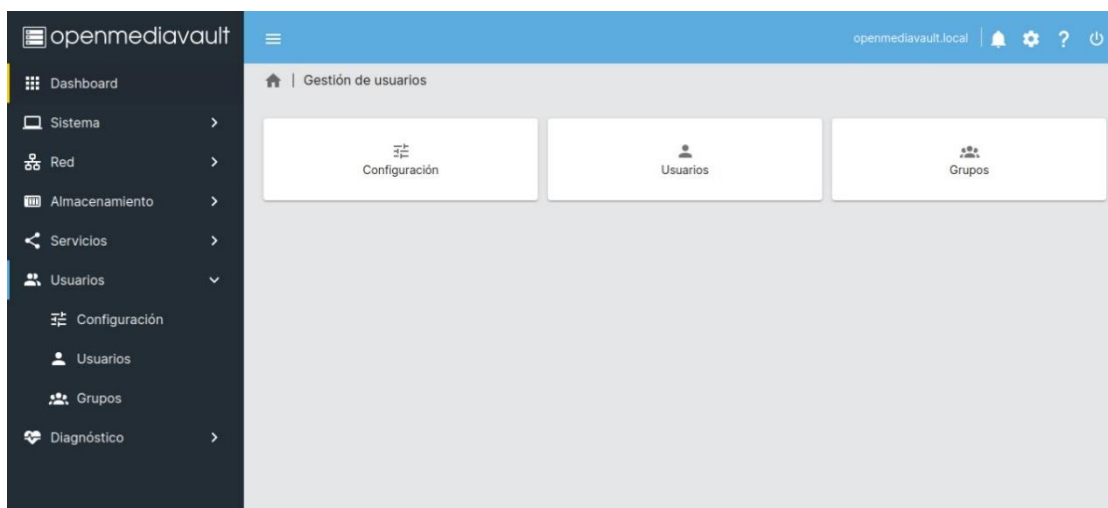 openmediavault
openmediavault.local
Dashboard
Gestión de usuarios
Sistema
Red
Almacenamiento
Servicios
Usuarios
Configuración
Usuarios
Grupos
Diagnóstico
Configuración
Usuarios
Grupos